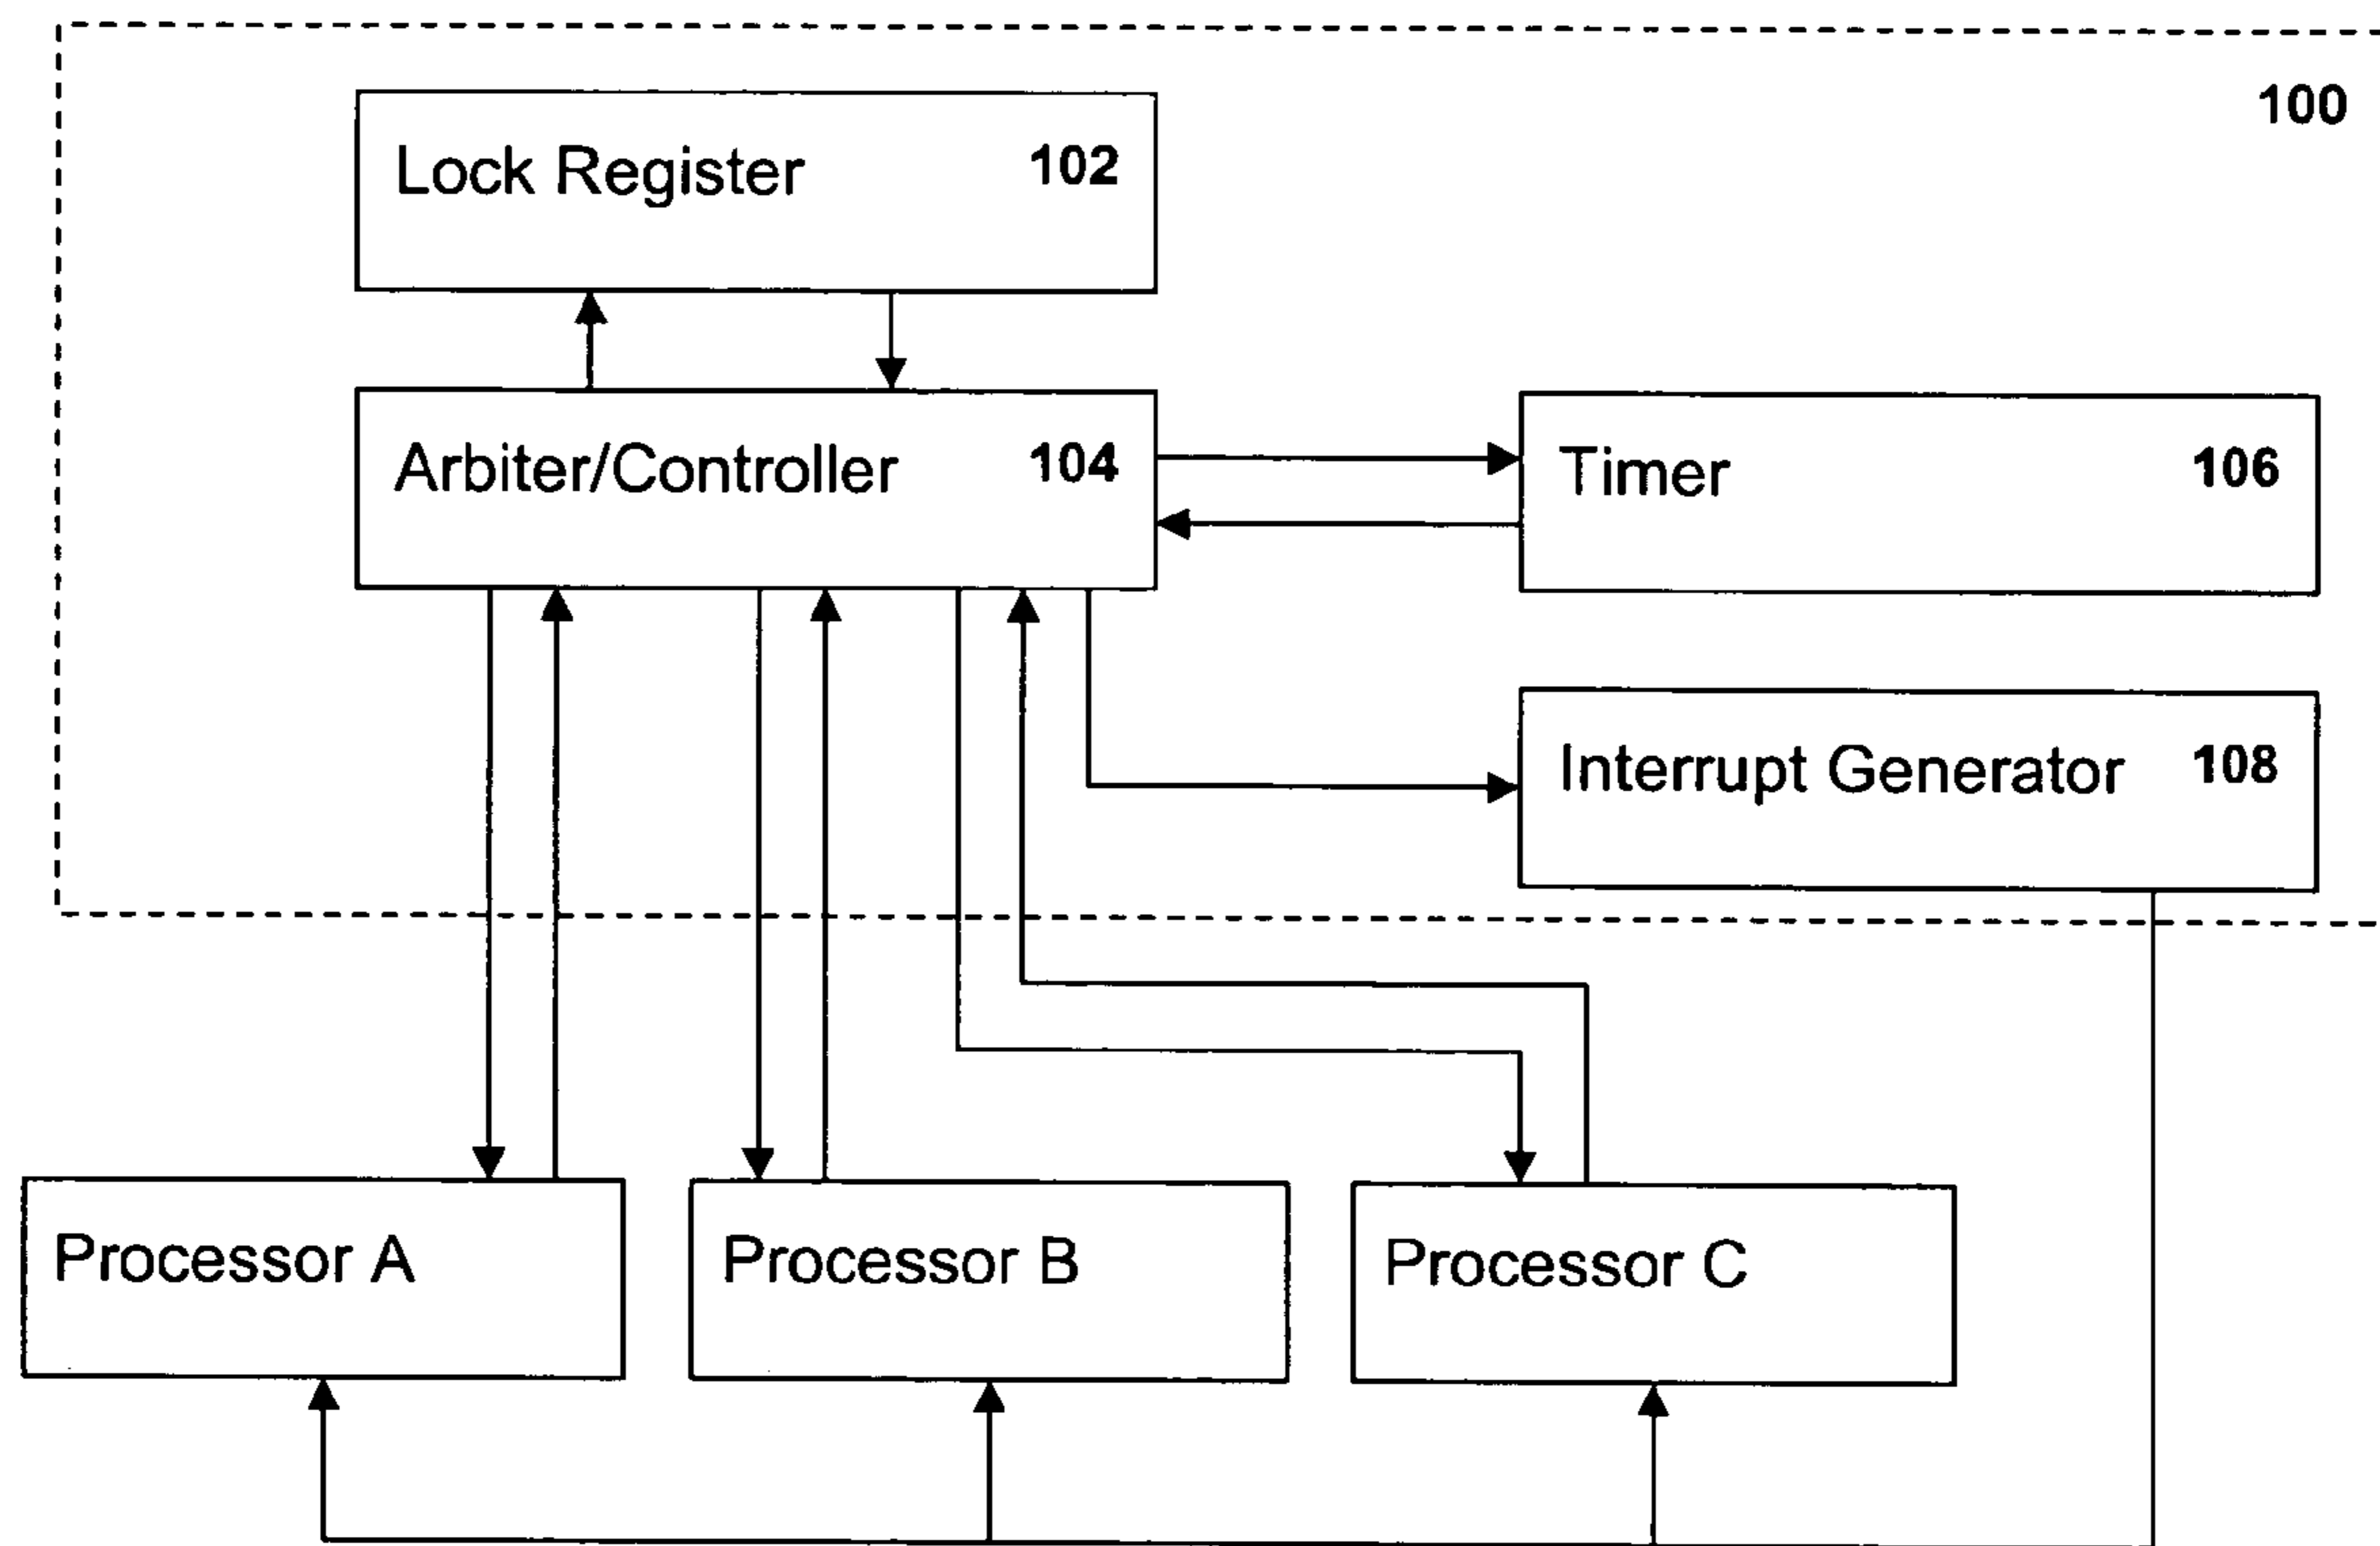 100
Lock Register 102
Arbiter/Controller 104
Timer 106
Interrupt Generator 108
Processor A
Processor B
Processor C